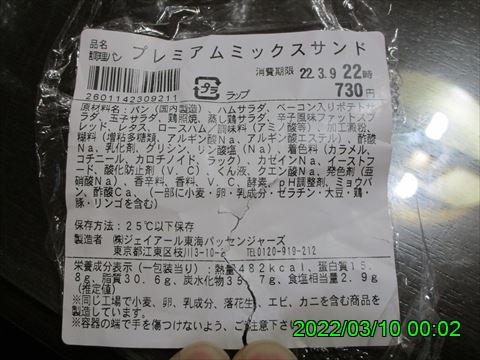 品名
調理パン プレミアムミックスサンド
消費期限 22.3.9 22時
2601142309211
プラ ラップ
730円
原材料名：パン（国内製造）、ハムサラダ、ベーコン入りポテトサ
ラダ、玉子サラダ、鶏照焼、蒸し鶏サラダ、辛子風味ファットスプ
レッド、レタス、ロースハム／調味料（アミノ酸等）、加工澱粉、
糊料（増粘多糖類、アルギン酸Na、アルギン酸エステル）、酢酸
Na、乳化剤、グリシン、リン酸塩（Na）、着色料（カラメル、
コチニール、カロチノイド、ラック）、カゼインNa、イーストフ
ード、酸化防止剤（V．C）、くん液、クエン酸Na、発色剤（亜
硝酸Na）、香辛料、香料、V．C、酵素、pH調整剤、ミョウバ
ン、酢酸Ca、（一部に小麦・卵・乳成分・ゼラチン・大豆・鶏・
豚・リンゴを含む）
保存方法：25℃以下保存
製造者 ㈱ジェイアール東海パッセンジャーズ
東京都江東区枝川3-10-2 TEL0120-919-212
栄養成分表示（一包装当り）：熱量482kcal、蛋白質15.
8g、脂質30.6g、炭水化物35.7g、食塩相当量2.9g
（推定値）
※同じ工場で小麦、卵、乳成分、落花生、エビ、カニを含む商品を
製造しています。
※容器の端で手を傷つけないよう、ご注意下さい
2022/03/10 00:02